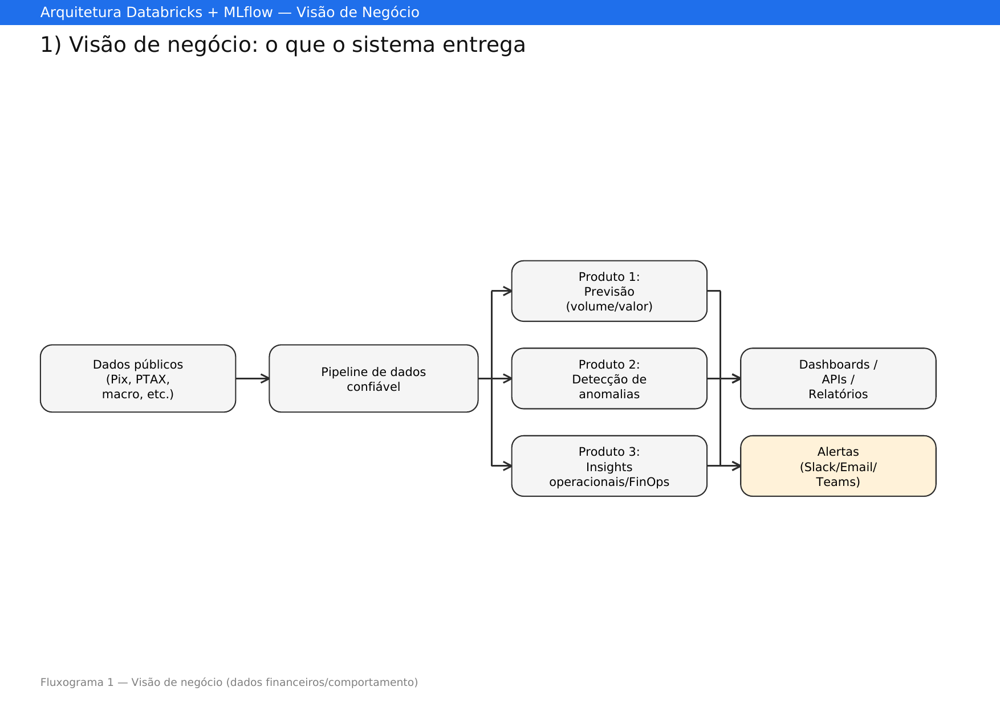 Arquitetura Databricks + MLflow — Visão de Negócio
1) Visão de negócio: o que o sistema entrega
Dados públicos
(Pix, PTAX,
macro, etc.)
Pipeline de dados
confiável
Produto 1:
Previsão
(volume/valor)
Produto 2:
Detecção de
anomalias
Produto 3:
Insights
operacionais/FinOps
Dashboards /
APIs /
Relatórios
Alertas
(Slack/Email/
Teams)
Fluxograma 1 — Visão de negócio (dados financeiros/comportamento)